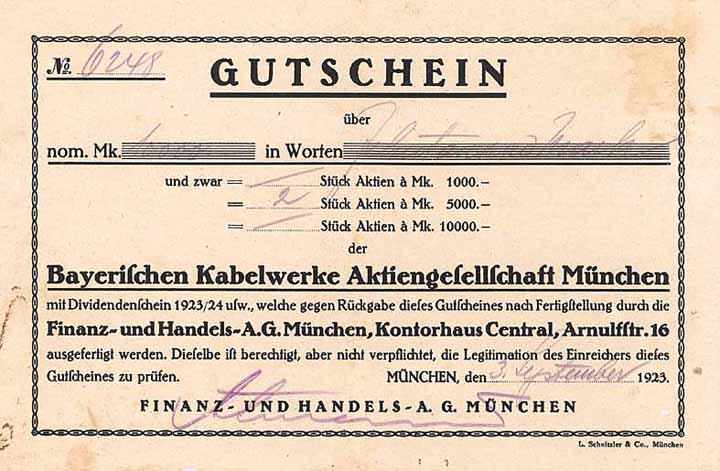 No. 6248
GUTSCHEIN
über
nom. Mk. in Worten
und zwar = Stück Aktien à Mk. 1000.–
= 2 Stück Aktien à Mk. 5000.–
= Stück Aktien à Mk. 10000.–
der
Bayeriſchen Kabelwerke Aktiengeſellſchaft München
mit Dividendenſchein 1923/24 uſw., welche gegen Rückgabe dieſes Gutſcheines nach Fertigſtellung durch die
Finanz- und Handels-A.G. München, Kontorhaus Central, Arnulfſtr. 16
ausgefertigt werden. Dieſelbe iſt berechtigt, aber nicht verpflichtet, die Legitimation des Einreichers dieſes
Gutſcheines zu prüfen. MÜNCHEN, den 3. September 1923.
FINANZ- UND HANDELS-A. G. MÜNCHEN
L. Schnitzler & Co., München